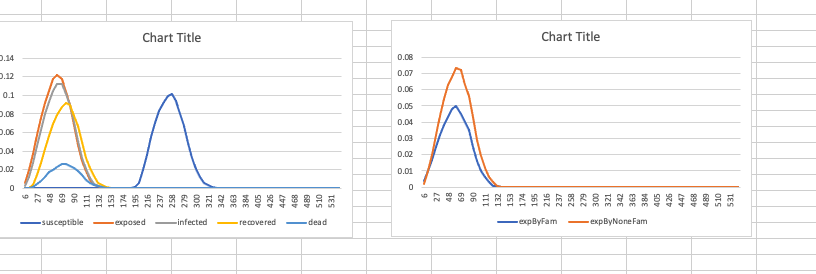 Chart Title
0.14
0.12
0.1
0.08
0.06
0.04
0.02
0
6 27 48 69 90 111 132 153 174 195 216 237 258 279 300 321 342 363 384 405 426 447 468 489 510 531
susceptible exposed infected recovered dead
Chart Title
0.08
0.07
0.06
0.05
0.04
0.03
0.02
0.01
0
6 27 48 69 90 111 132 153 174 195 216 237 258 279 300 321 342 363 384 405 426 447 468 489 510 531
expByFam expByNoneFam